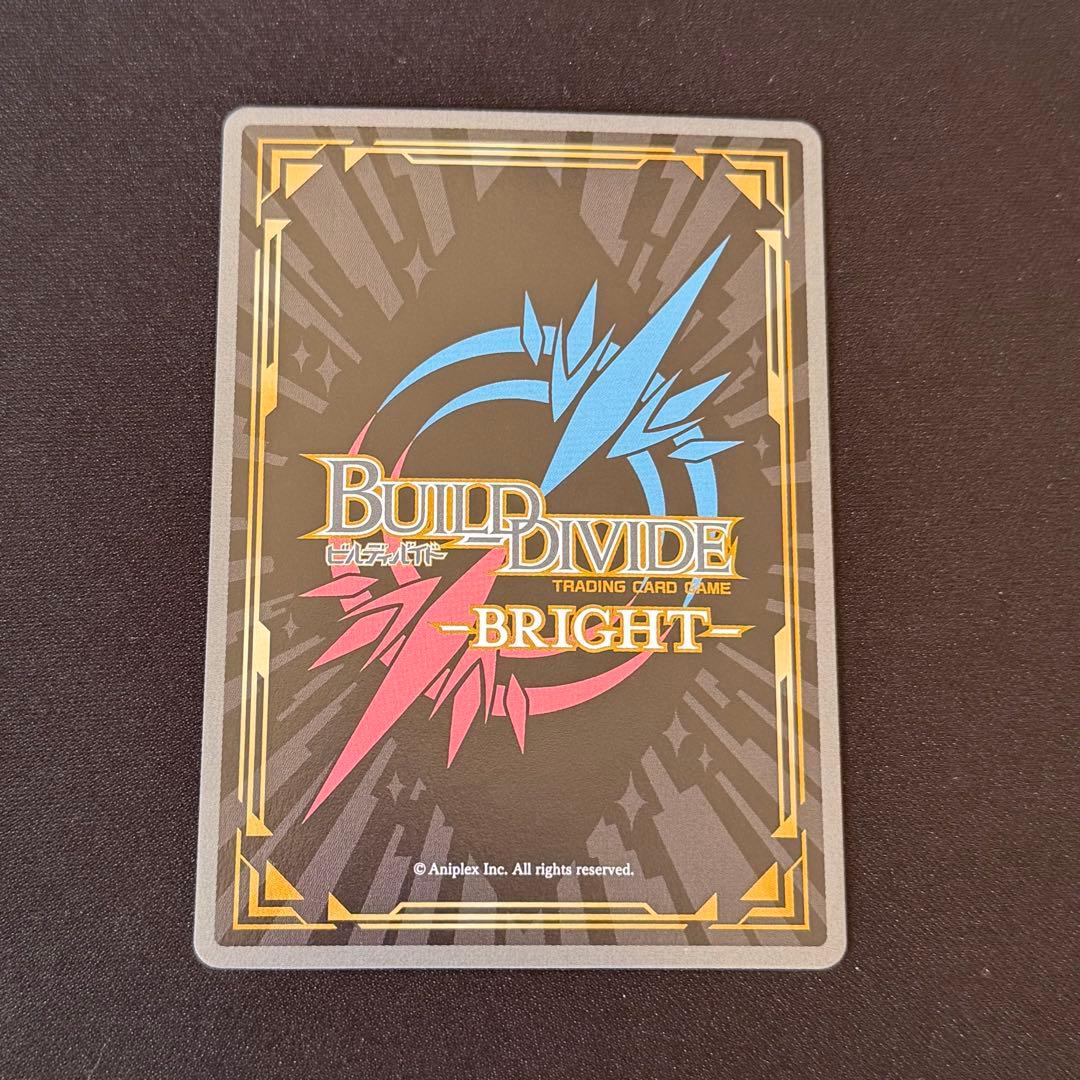 BUILD DIVIDE
ビルディバイド
TRADING CARD GAME
-BRIGHT-
© Aniplex Inc. All rights reserved.